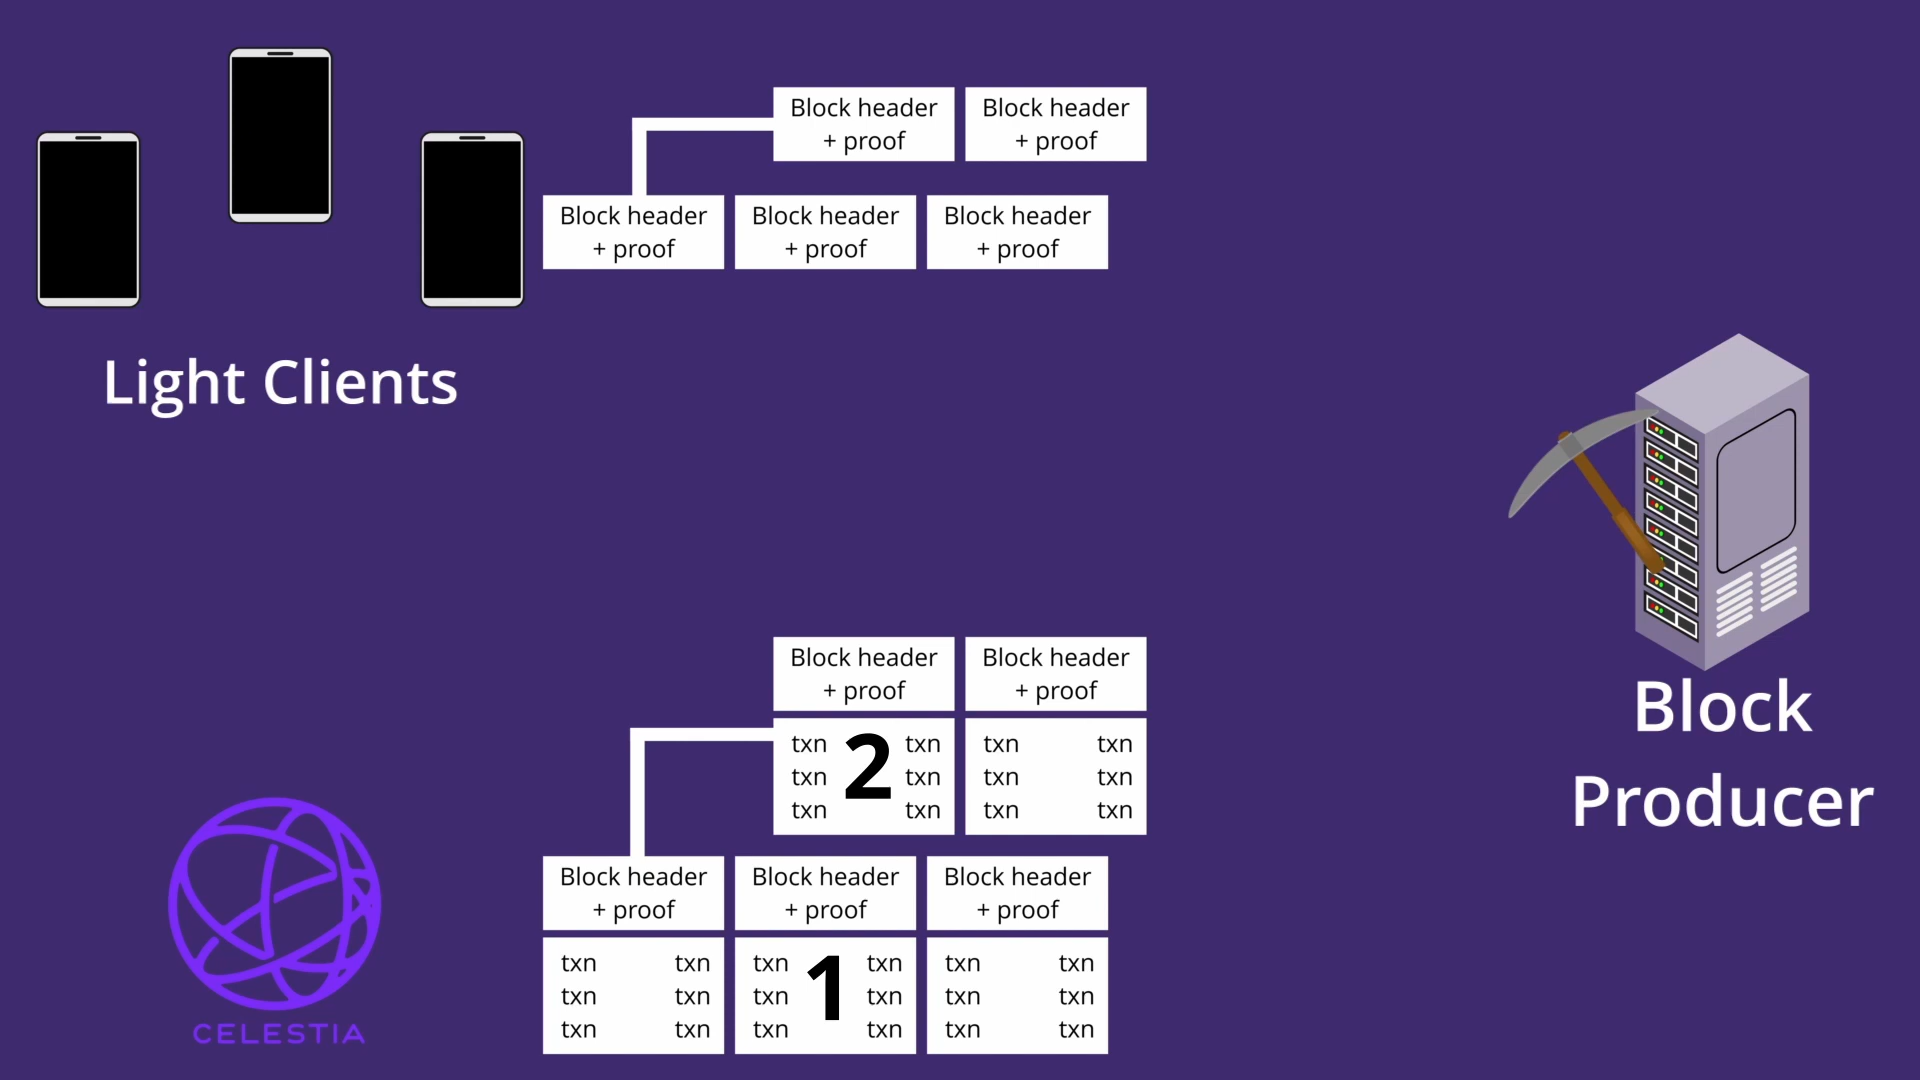 Block header
+ proof
Block header
+ proof
Block header
+ proof
Block header
+ proof
Block header
+ proof
Light Clients
Block
Producer
Block header
+ proof
Block header
+ proof
txn 2 txn
txn txn
txn txn
txn txn
txn txn
txn txn
Block header
+ proof
Block header
+ proof
Block header
+ proof
txn txn
txn txn
txn txn
txn 1 txn
txn txn
txn txn
txn txn
txn txn
txn txn
CELESTIA